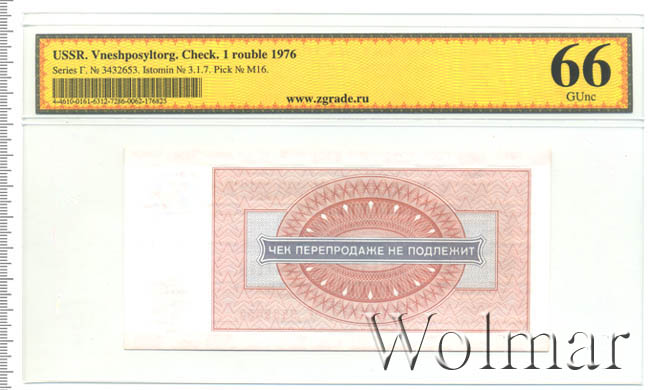 USSR. Vneshposyltorg. Check. 1 rouble 1976
Series Г. № 3432653. Istomin № 3.1.7. Pick № M16.
4-4610-0161-6312-7286-0062-176825
www.zgrade.ru
66
GUnc
ЧЕК ПЕРЕПРОДАЖЕ НЕ ПОДЛЕЖИТ
Wolmar